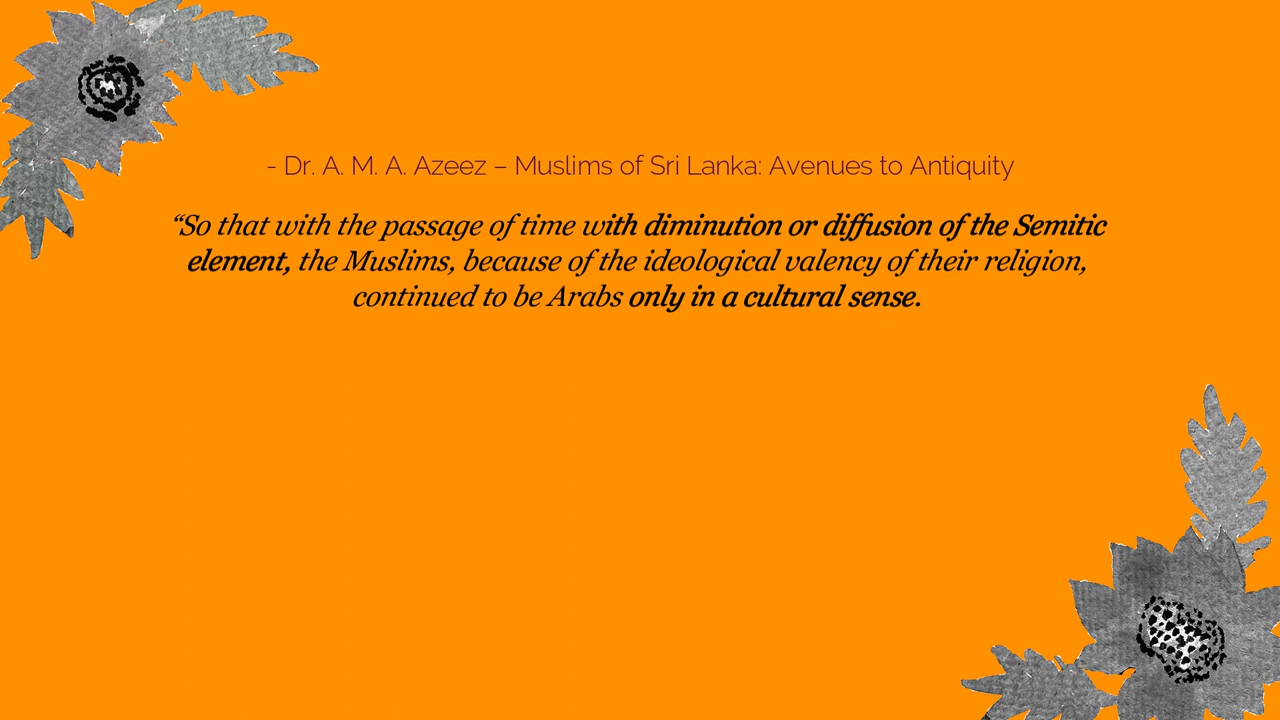 - Dr. A. M. A. Azeez – Muslims of Sri Lanka: Avenues to Antiquity
“So that with the passage of time with diminution or diffusion of the Semitic
element, the Muslims, because of the ideological valency of their religion,
continued to be Arabs only in a cultural sense.